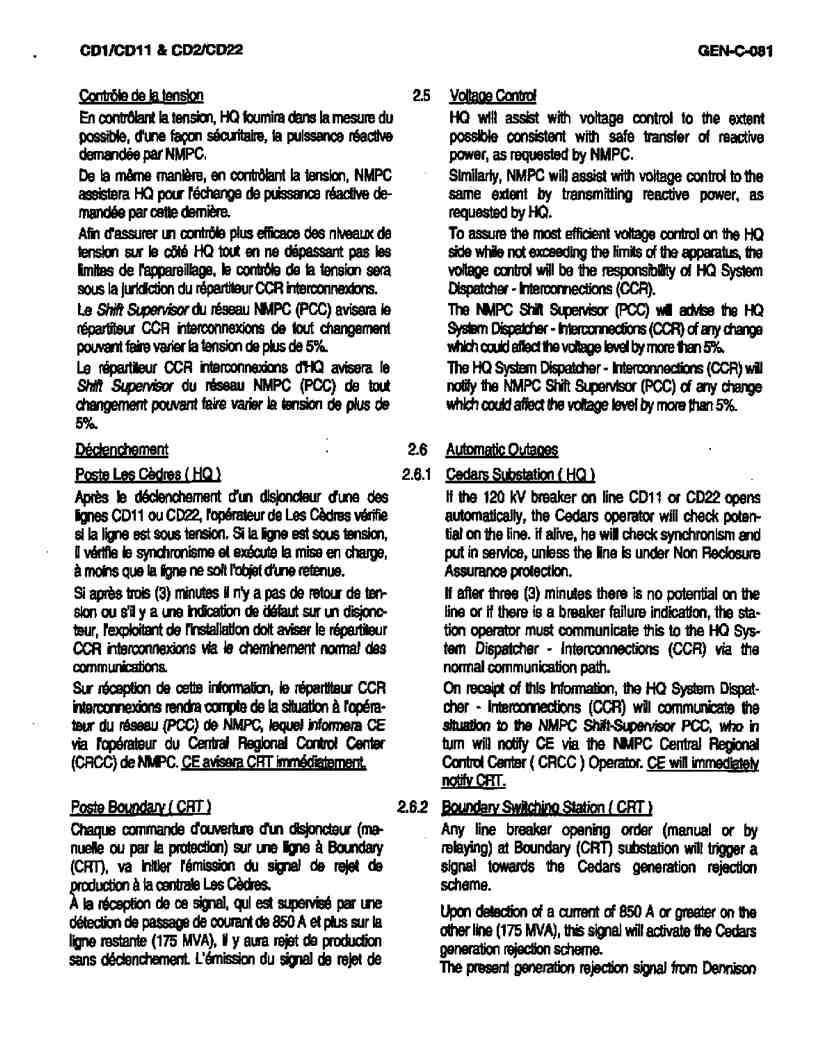 CD1/CD11 & CD2/CD22
GEN-C-081
Contrôle de la tension
En contrôlant la tension, HQ fournira dans la mesure du
possible, d'une façon sécuritaire, la puissance réactive
demandée par NMPC.
De la même manière, en contrôlant la tension, NMPC
assistera HQ pour l'échange de puissance réactive de-
mandée par cette dernière.
Afin d'assurer un contrôle plus efficace des niveaux de
tension sur le côté HQ tout en ne dépassant pas les
limites de l'appareillage, le contrôle de la tension sera
sous la juridiction du répartiteur CCR interconnexions.
Le Shift Supervisor du réseau NMPC (PCC) avisera le
répartiteur CCR interconnexions de tout changement
pouvant faire varier la tension de plus de 5%.
Le répartiteur CCR interconnexions d'HQ avisera le
Shift Supervisor du réseau NMPC (PCC) de tout
changement pouvant faire varier la tension de plus de
5%.
Déclenchement
Poste Les Cèdres ( HQ )
Après le déclenchement d'un disjoncteur d'une des
lignes CD11 ou CD22, l'opérateur de Les Cèdres vérifie
si la ligne est sous tension. Si la ligne est sous tension,
il vérifie le synchronisme et exécute la mise en charge,
à moins que la ligne ne soit l'objet d'une retenue.
Si après trois (3) minutes il n'y a pas de retour de ten-
sion ou s'il y a une indication de défaut sur un disjonc-
teur, l'exploitant de l'installation doit aviser le répartiteur
CCR interconnexions via le cheminement normal des
communications.
Sur réception de cette information, le répartiteur CCR
interconnexions rendra compte de la situation à l'opéra-
teur du réseau (PCC) de NMPC, lequel informera CE
via l'opérateur du Central Regional Control Center
(CRCC) de NMPC. CE avisera CRT immédiatement.
Poste Boundary ( CRT )
Chaque commande d'ouverture d'un disjoncteur (ma-
nuelle ou par la protection) sur une ligne à Boundary
(CRT), va initier l'émission du signal de rejet de
production à la centrale Les Cèdres.
À la réception de ce signal, qui est supervisé par une
détection de passage de courant de 850 A et plus sur la
ligne restante (175 MVA), il y aura rejet de production
sans déclenchement. L'émission du signal de rejet de
2.5 Voltage Control
HQ will assist with voltage control to the extent
possible consistent with safe transfer of reactive
power, as requested by NMPC.
Similarly, NMPC will assist with voltage control to the
same extent by transmitting reactive power, as
requested by HQ.
To assure the most efficient voltage control on the HQ
side while not exceeding the limits of the apparatus, the
voltage control will be the responsibility of HQ System
Dispatcher - Interconnections (CCR).
The NMPC Shift Supervisor (PCC) will advise the HQ
System Dispatcher - Interconnections (CCR) of any change
which could affect the voltage level by more than 5%.
The HQ System Dispatcher - Interconnections (CCR) will
notify the NMPC Shift Supervisor (PCC) of any change
which could affect the voltage level by more than 5%.
2.6 Automatic Outages
2.6.1 Cedars Substation ( HQ )
If the 120 kV breaker on line CD11 or CD22 opens
automatically, the Cedars operator will check poten-
tial on the line. if alive, he will check synchronism and
put in service, unless the line is under Non Reclosure
Assurance protection.
If after three (3) minutes there is no potential on the
line or if there is a breaker failure indication, the sta-
tion operator must communicate this to the HQ Sys-
tem Dispatcher - Interconnections (CCR) via the
normal communication path.
On receipt of this information, the HQ System Dispat-
cher - Interconnections (CCR) will communicate the
situation to the NMPC Shift-Supervisor PCC, who in
turn will notify CE via the NMPC Central Regional
Control Center ( CRCC ) Operator. CE will immediately
notify CRT.
2.6.2 Boundary Switching Station ( CRT )
Any line breaker opening order (manual or by
relaying) at Boundary (CRT) substation will trigger a
signal towards the Cedars generation rejection
scheme.
Upon detection of a current of 850 A or greater on the
other line (175 MVA), this signal will activate the Cedars
generation rejection scheme.
The present generation rejection signal from Dennison